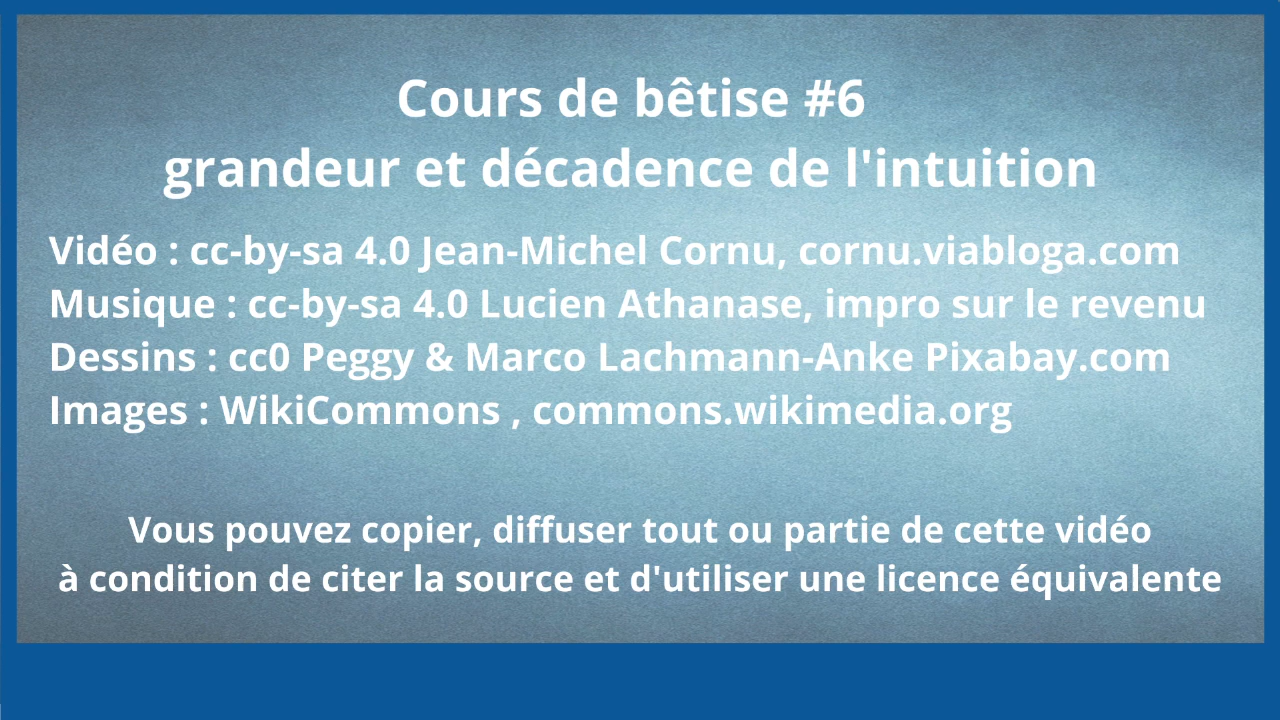 Cours de bêtise #6
grandeur et décadence de l'intuition
Vidéo : cc-by-sa 4.0 Jean-Michel Cornu, cornu.viabloga.com
Musique : cc-by-sa 4.0 Lucien Athanase, impro sur le revenu
Dessins : cc0 Peggy & Marco Lachmann-Anke Pixabay.com
Images : WikiCommons , commons.wikimedia.org
Vous pouvez copier, diffuser tout ou partie de cette vidéo
à condition de citer la source et d'utiliser une licence équivalente